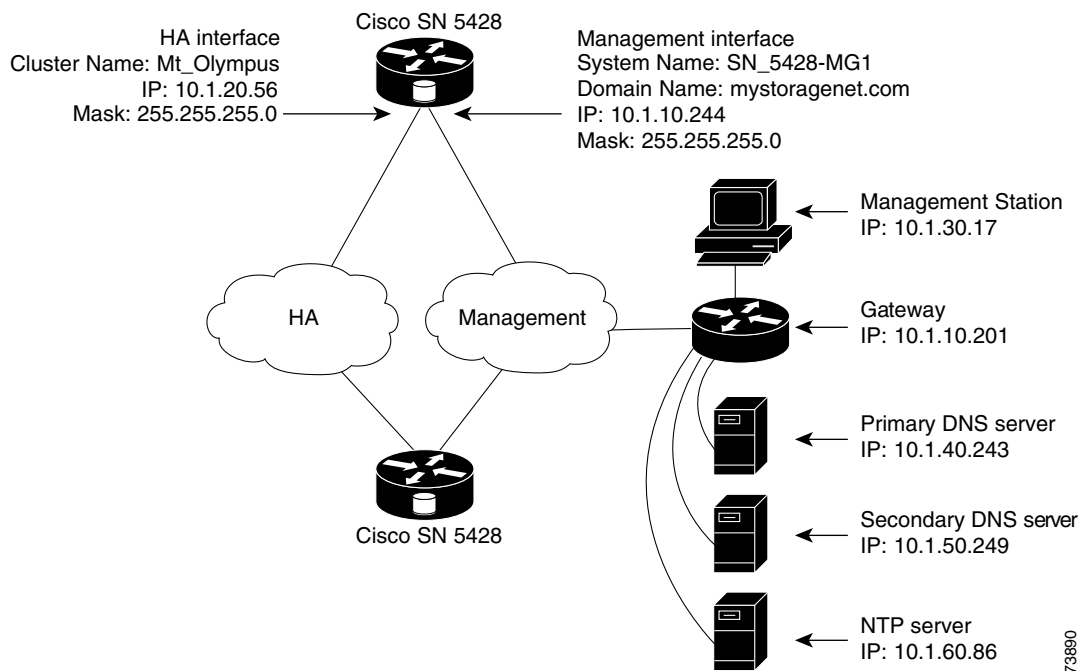 Cisco SN 5428
HA interface
Cluster Name: Mt_Olympus
IP: 10.1.20.56
Mask: 255.255.255.0
Management interface
System Name: SN_5428-MG1
Domain Name: mystoragenet.com
IP: 10.1.10.244
Mask: 255.255.255.0
Management Station
IP: 10.1.30.17
HA
Management
Gateway
IP: 10.1.10.201
Primary DNS server
IP: 10.1.40.243
Cisco SN 5428
Secondary DNS server
IP: 10.1.50.249
NTP server
IP: 10.1.60.86
73890